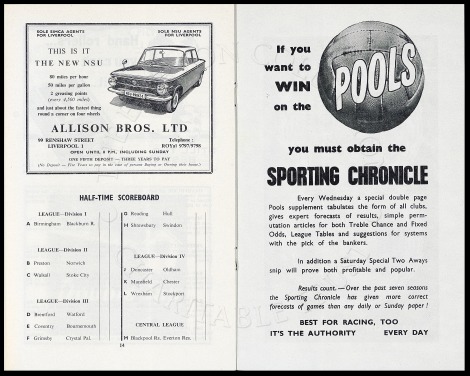 SOLE SIMCA AGENTS
FOR LIVERPOOL
SOLE NSU AGENTS
FOR LIVERPOOL
THIS IS IT
THE NEW NSU
80 miles per hour
50 miles per gallon
2 greasing points
(every 4,500 miles)
and just about the fastest thing
round a corner on four wheels
ALLISON BROS. LTD
99 RENSHAW STREET
LIVERPOOL 1
Telephone :
ROYal 9797/9798
OPEN UNTIL 8 P.M. INCLUDING SUNDAY
ONE FIFTH DEPOSIT — THREE YEARS TO PAY
HALF-TIME SCOREBOARD
LEAGUE—Division I
A Birmingham Blackburn R.
LEAGUE—Division II
B Preston Norwich
C Walsall Stoke City
LEAGUE—Division III
D Brentford Watford
E Coventry Bournemouth
F Grimsby Crystal Pal.
G Reading Hull
H Shrewsbury Swindon
LEAGUE—Division IV
J Doncaster Oldham
K Mansfield Chester
L Wrexham Stockport
CENTRAL LEAGUE
M Blackpool Rs. Everton Res.
14
If you
want to
WIN
on the
POOLS
you must obtain the
SPORTING CHRONICLE
Every Wednesday a special double page
Pools supplement tabulates the form of all clubs,
gives expert forecasts of results, simple perm-
utation articles for both Treble Chance and Fixed
Odds, League Tables and suggestions for systems
with the pick of the bankers.
In addition a Saturday Special Two Aways
snip will prove both profitable and popular.
Results count.—Over the past seven seasons
the Sporting Chronicle has given more correct
forecasts of games than any daily or Sunday paper !
BEST FOR RACING, TOO
IT'S THE AUTHORITY EVERY DAY